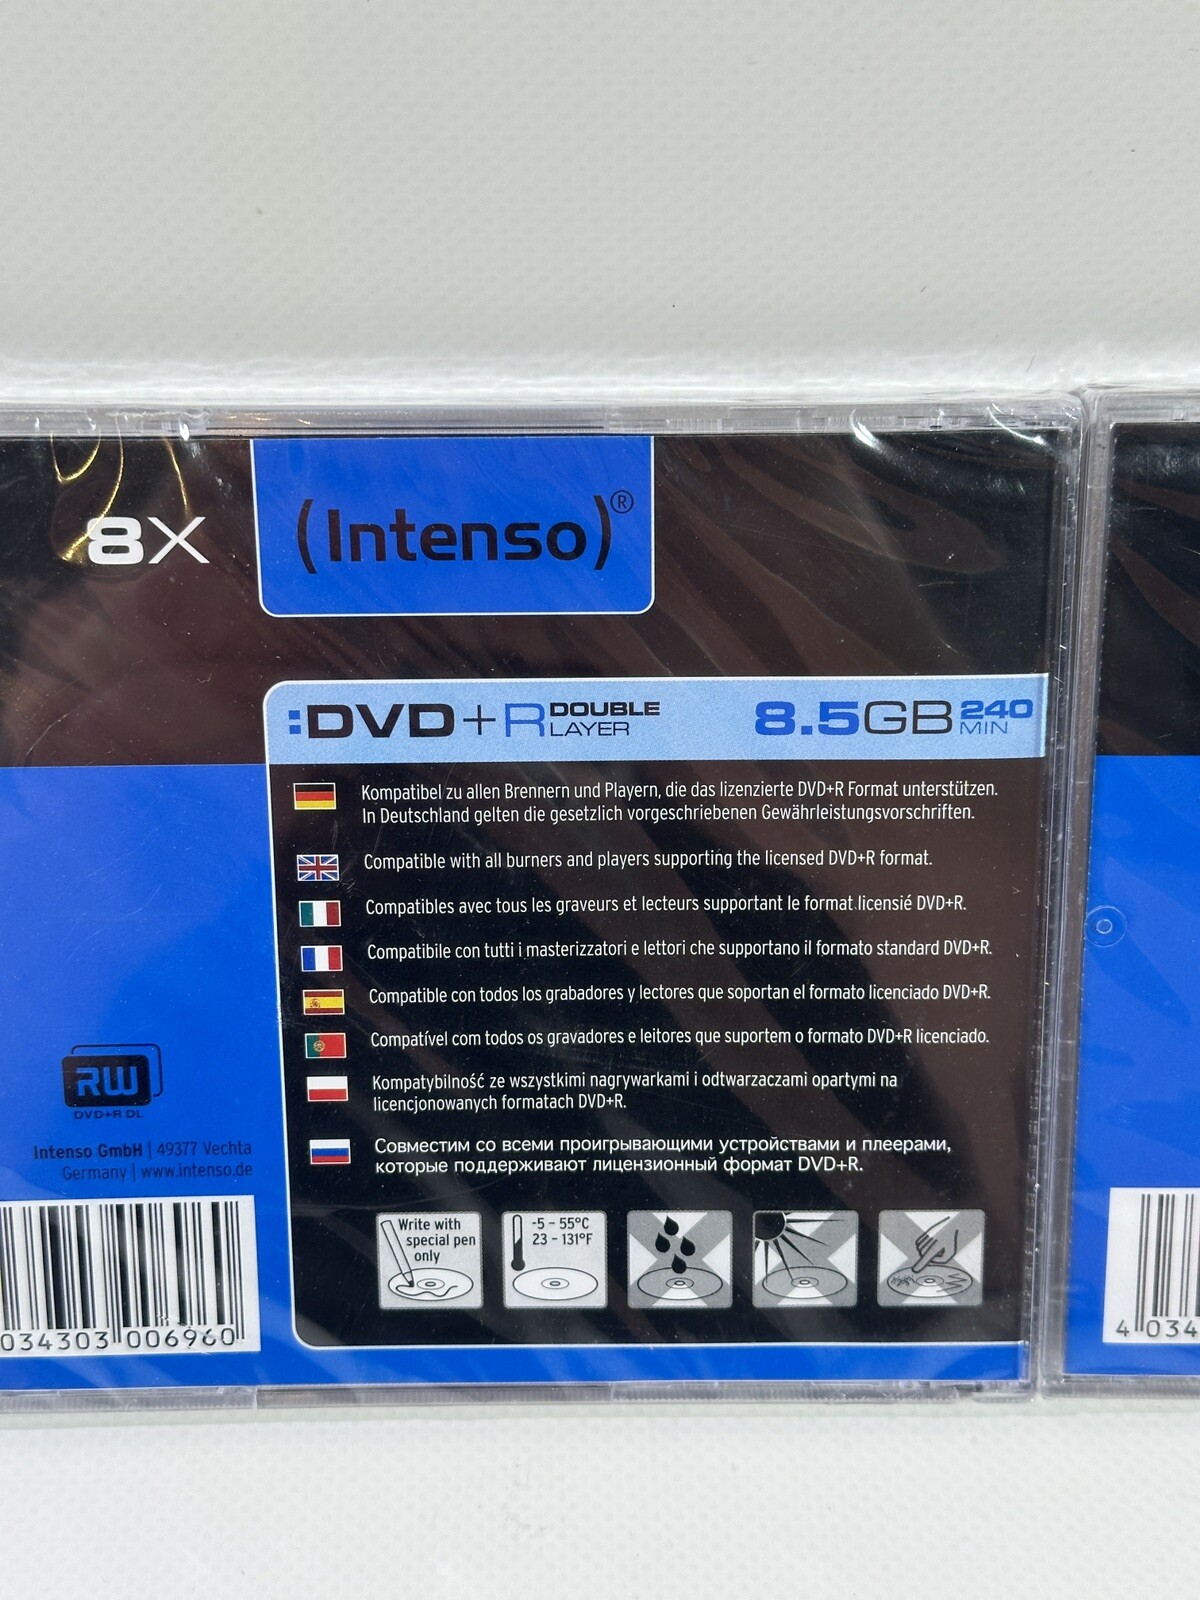 8X
(Intenso)®
:DVD+R DOUBLE LAYER 8.5GB 240 MIN
Kompatibel zu allen Brennern und Playern, die das lizenzierte DVD+R Format unterstützen.
In Deutschland gelten die gesetzlich vorgeschriebenen Gewährleistungsvorschriften.
Compatible with all burners and players supporting the licensed DVD+R format.
Compatibles avec tous les graveurs et lecteurs supportant le format licensié DVD+R.
Compatibile con tutti i masterizzatori e lettori che supportano il formato standard DVD+R.
Compatible con todos los grabadores y lectores que soportan el formato licenciado DVD+R.
Compatível com todos os gravadores e leitores que suportem o formato DVD+R licenciado.
Kompatybilność ze wszystkimi nagrywarkami i odtwarzaczami opartymi na
licencjonowanych formatach DVD+R.
Совместим со всеми проигрывающими устройствами и плеерами,
которые поддерживают лицензионный формат DVD+R.
RW
DVD+R DL
Intenso GmbH | 49377 Vechta
Germany | www.intenso.de
Write with
special pen
only
-5 - 55°C
23 - 131°F
034303 006960
4 034